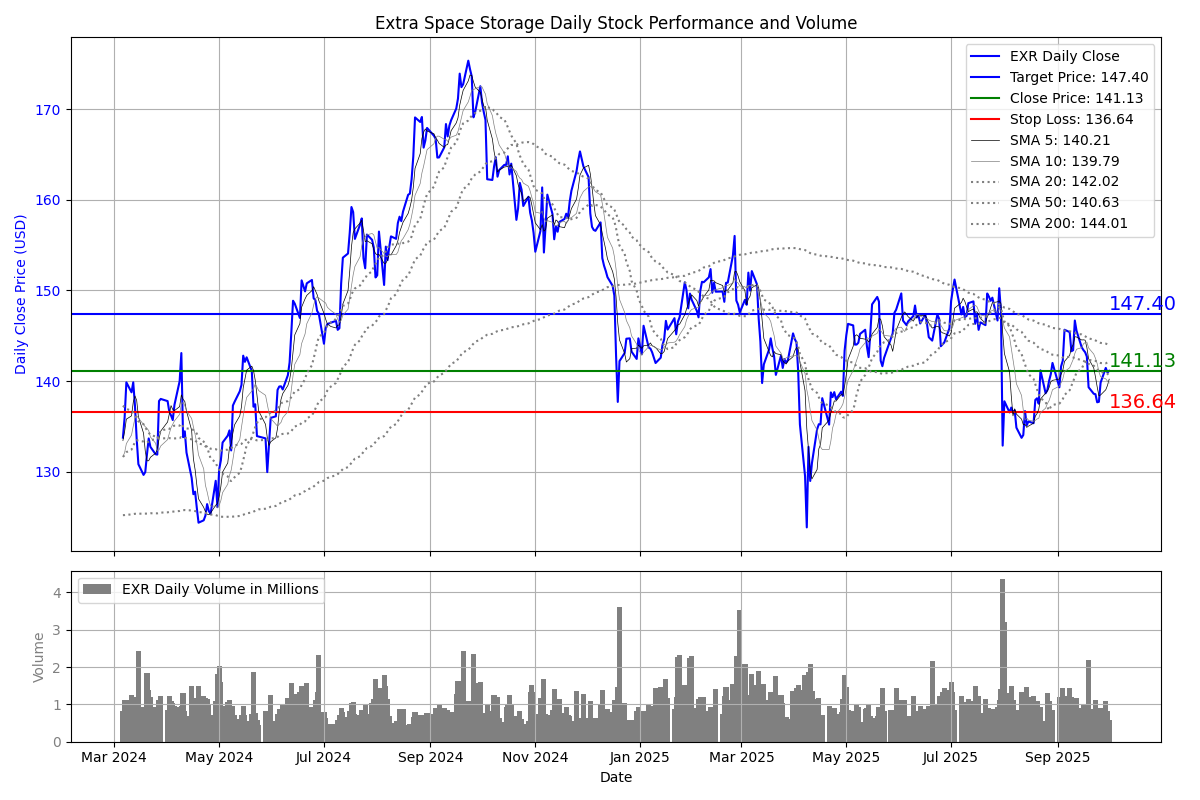 Extra Space Storage Daily Stock Performance and Volume
Daily Close Price (USD)
170
160
150
140
130
EXR Daily Close
Target Price: 147.40
Close Price: 141.13
Stop Loss: 136.64
SMA 5: 140.21
SMA 10: 139.79
SMA 20: 142.02
SMA 50: 140.63
SMA 200: 144.01
147.40
141.13
136.64
EXR Daily Volume in Millions
Volume
4
3
2
1
0
Mar 2024
May 2024
Jul 2024
Sep 2024
Nov 2024
Jan 2025
Mar 2025
May 2025
Jul 2025
Sep 2025
Date